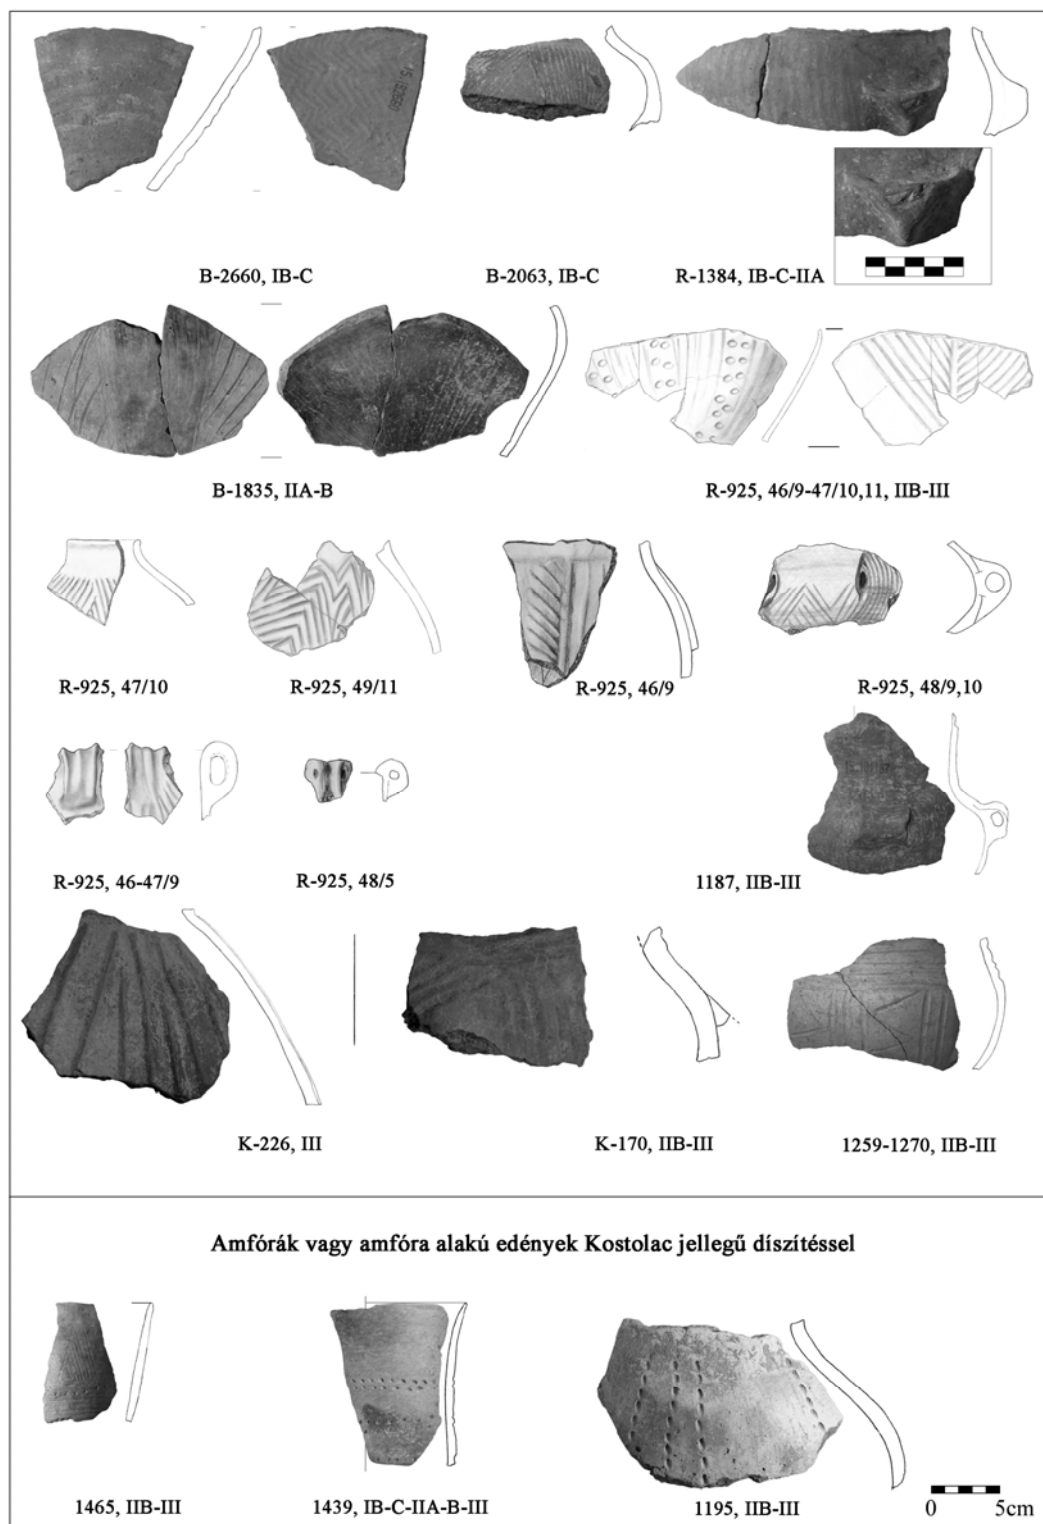 B-2660, IB-C
B-2063, IB-C
R-1384, IB-C-IIA
B-1835, IIA-B
R-925, 46/9-47/10,11, IIB-III
R-925, 47/10
R-925, 49/11
R-925, 46/9
R-925, 48/9,10
R-925, 46-47/9
R-925, 48/5
1187, IIB-III
K-226, III
K-170, IIB-III
1259-1270, IIB-III
Amfórák vagy amfóra alakú edények Kostolac jellegű díszítéssel
1465, IIB-III
1439, IB-C-IIA-B-III
1195, IIB-III
0 5cm